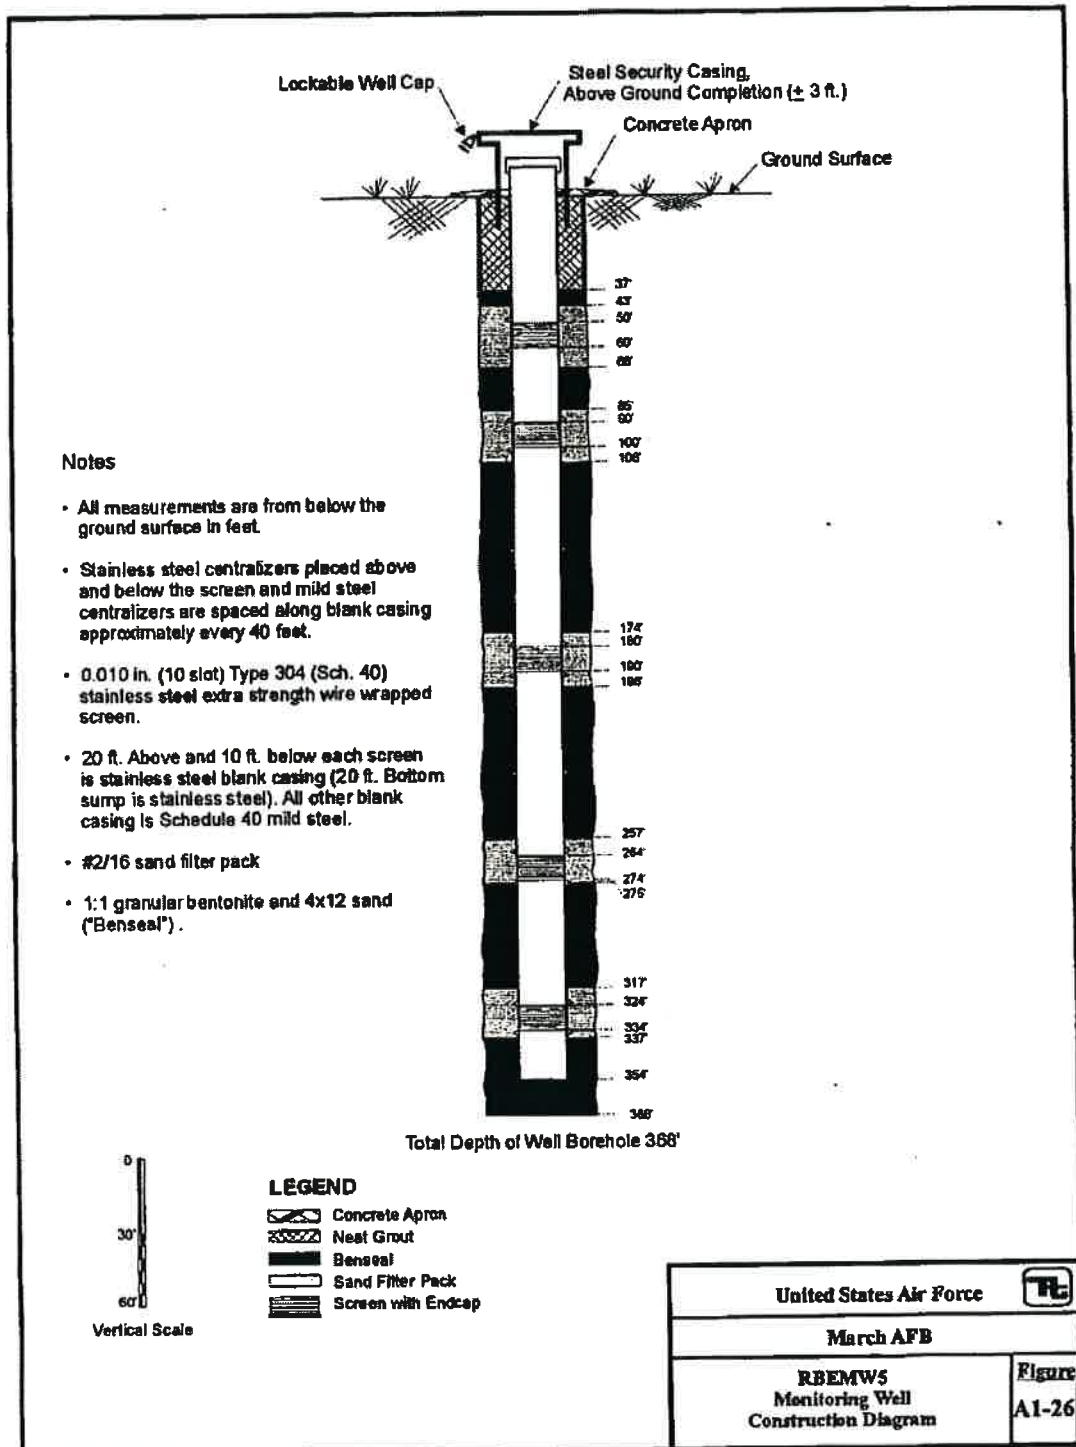 Lockable Well Cap
Steel Security Casing,
Above Ground Completion (± 3 ft.)
Concrete Apron
Ground Surface
37'
43'
50'
60'
68'
85'
90'
100'
106'
174'
180'
190'
196'
257'
264'
274'
276'
317'
324'
334'
337'
354'
368'
Notes
• All measurements are from below the
ground surface in feet.
• Stainless steel centralizers placed above
and below the screen and mild steel
centralizers are spaced along blank casing
approximately every 40 feet.
• 0.010 in. (10 slot) Type 304 (Sch. 40)
stainless steel extra strength wire wrapped
screen.
• 20 ft. Above and 10 ft. below each screen
is stainless steel blank casing (20 ft. Bottom
sump is stainless steel). All other blank
casing is Schedule 40 mild steel.
• #2/16 sand filter pack
• 1:1 granular bentonite and 4x12 sand
("Benseal") .
Total Depth of Well Borehole 368'
0
30'
60'
Vertical Scale
LEGEND
Concrete Apron
Neat Grout
Benseal
Sand Filter Pack
Screen with Endcap
United States Air Force
March AFB
RBEMW5
Monitoring Well
Construction Diagram
Figure
A1-26